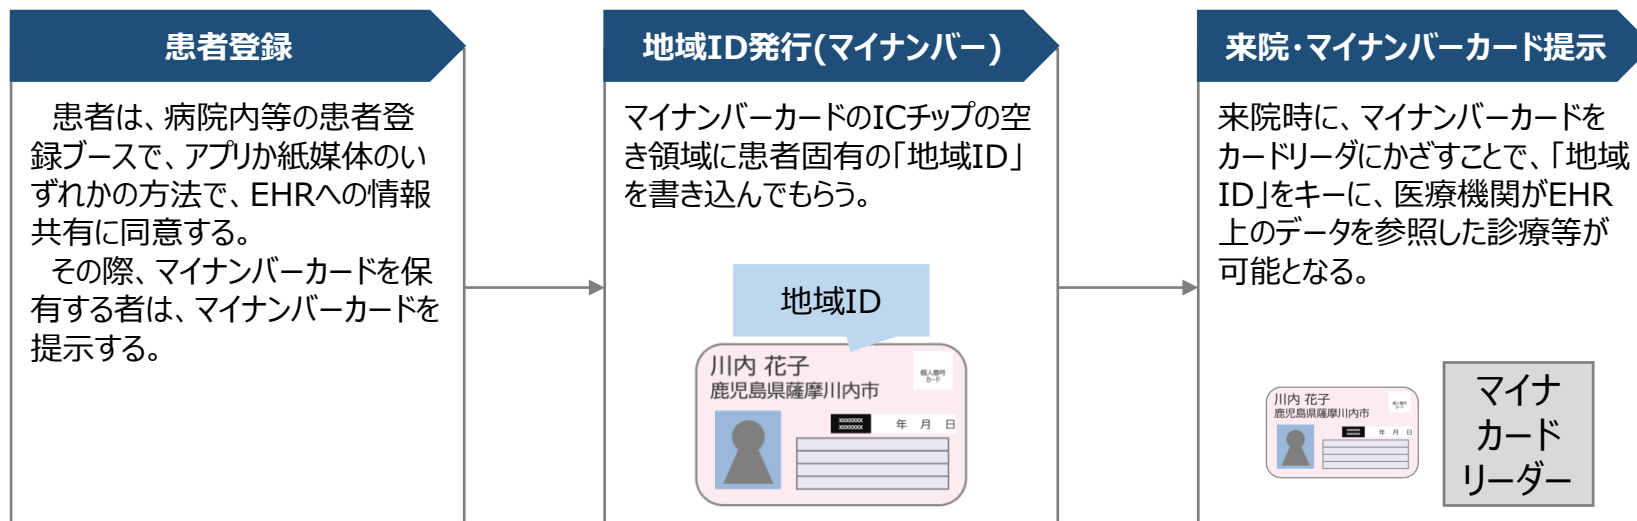 患者登録
患者は、病院内等の患者登
録ブースで、アプリか紙媒体のい
ずれかの方法で、EHRへの情報
共有に同意する。
その際、マイナンバーカードを保
有する者は、マイナンバーカードを
提示する。
地域ID発行(マイナンバー)
マイナンバーカードのICチップの空
き領域に患者固有の「地域ID」
を書き込んでもらう。
地域ID
川内 花子
鹿児島県薩摩川内市
個人番号
カード
XXXXXXX
XXXXXXX
年 月 日
来院・マイナンバーカード提示
来院時に、マイナンバーカードを
カードリーダにかざすことで、「地域
ID」をキーに、医療機関がEHR
上のデータを参照した診療等が
可能となる。
川内 花子
鹿児島県薩摩川内市
年 月 日
マイナ
カード
リーダー